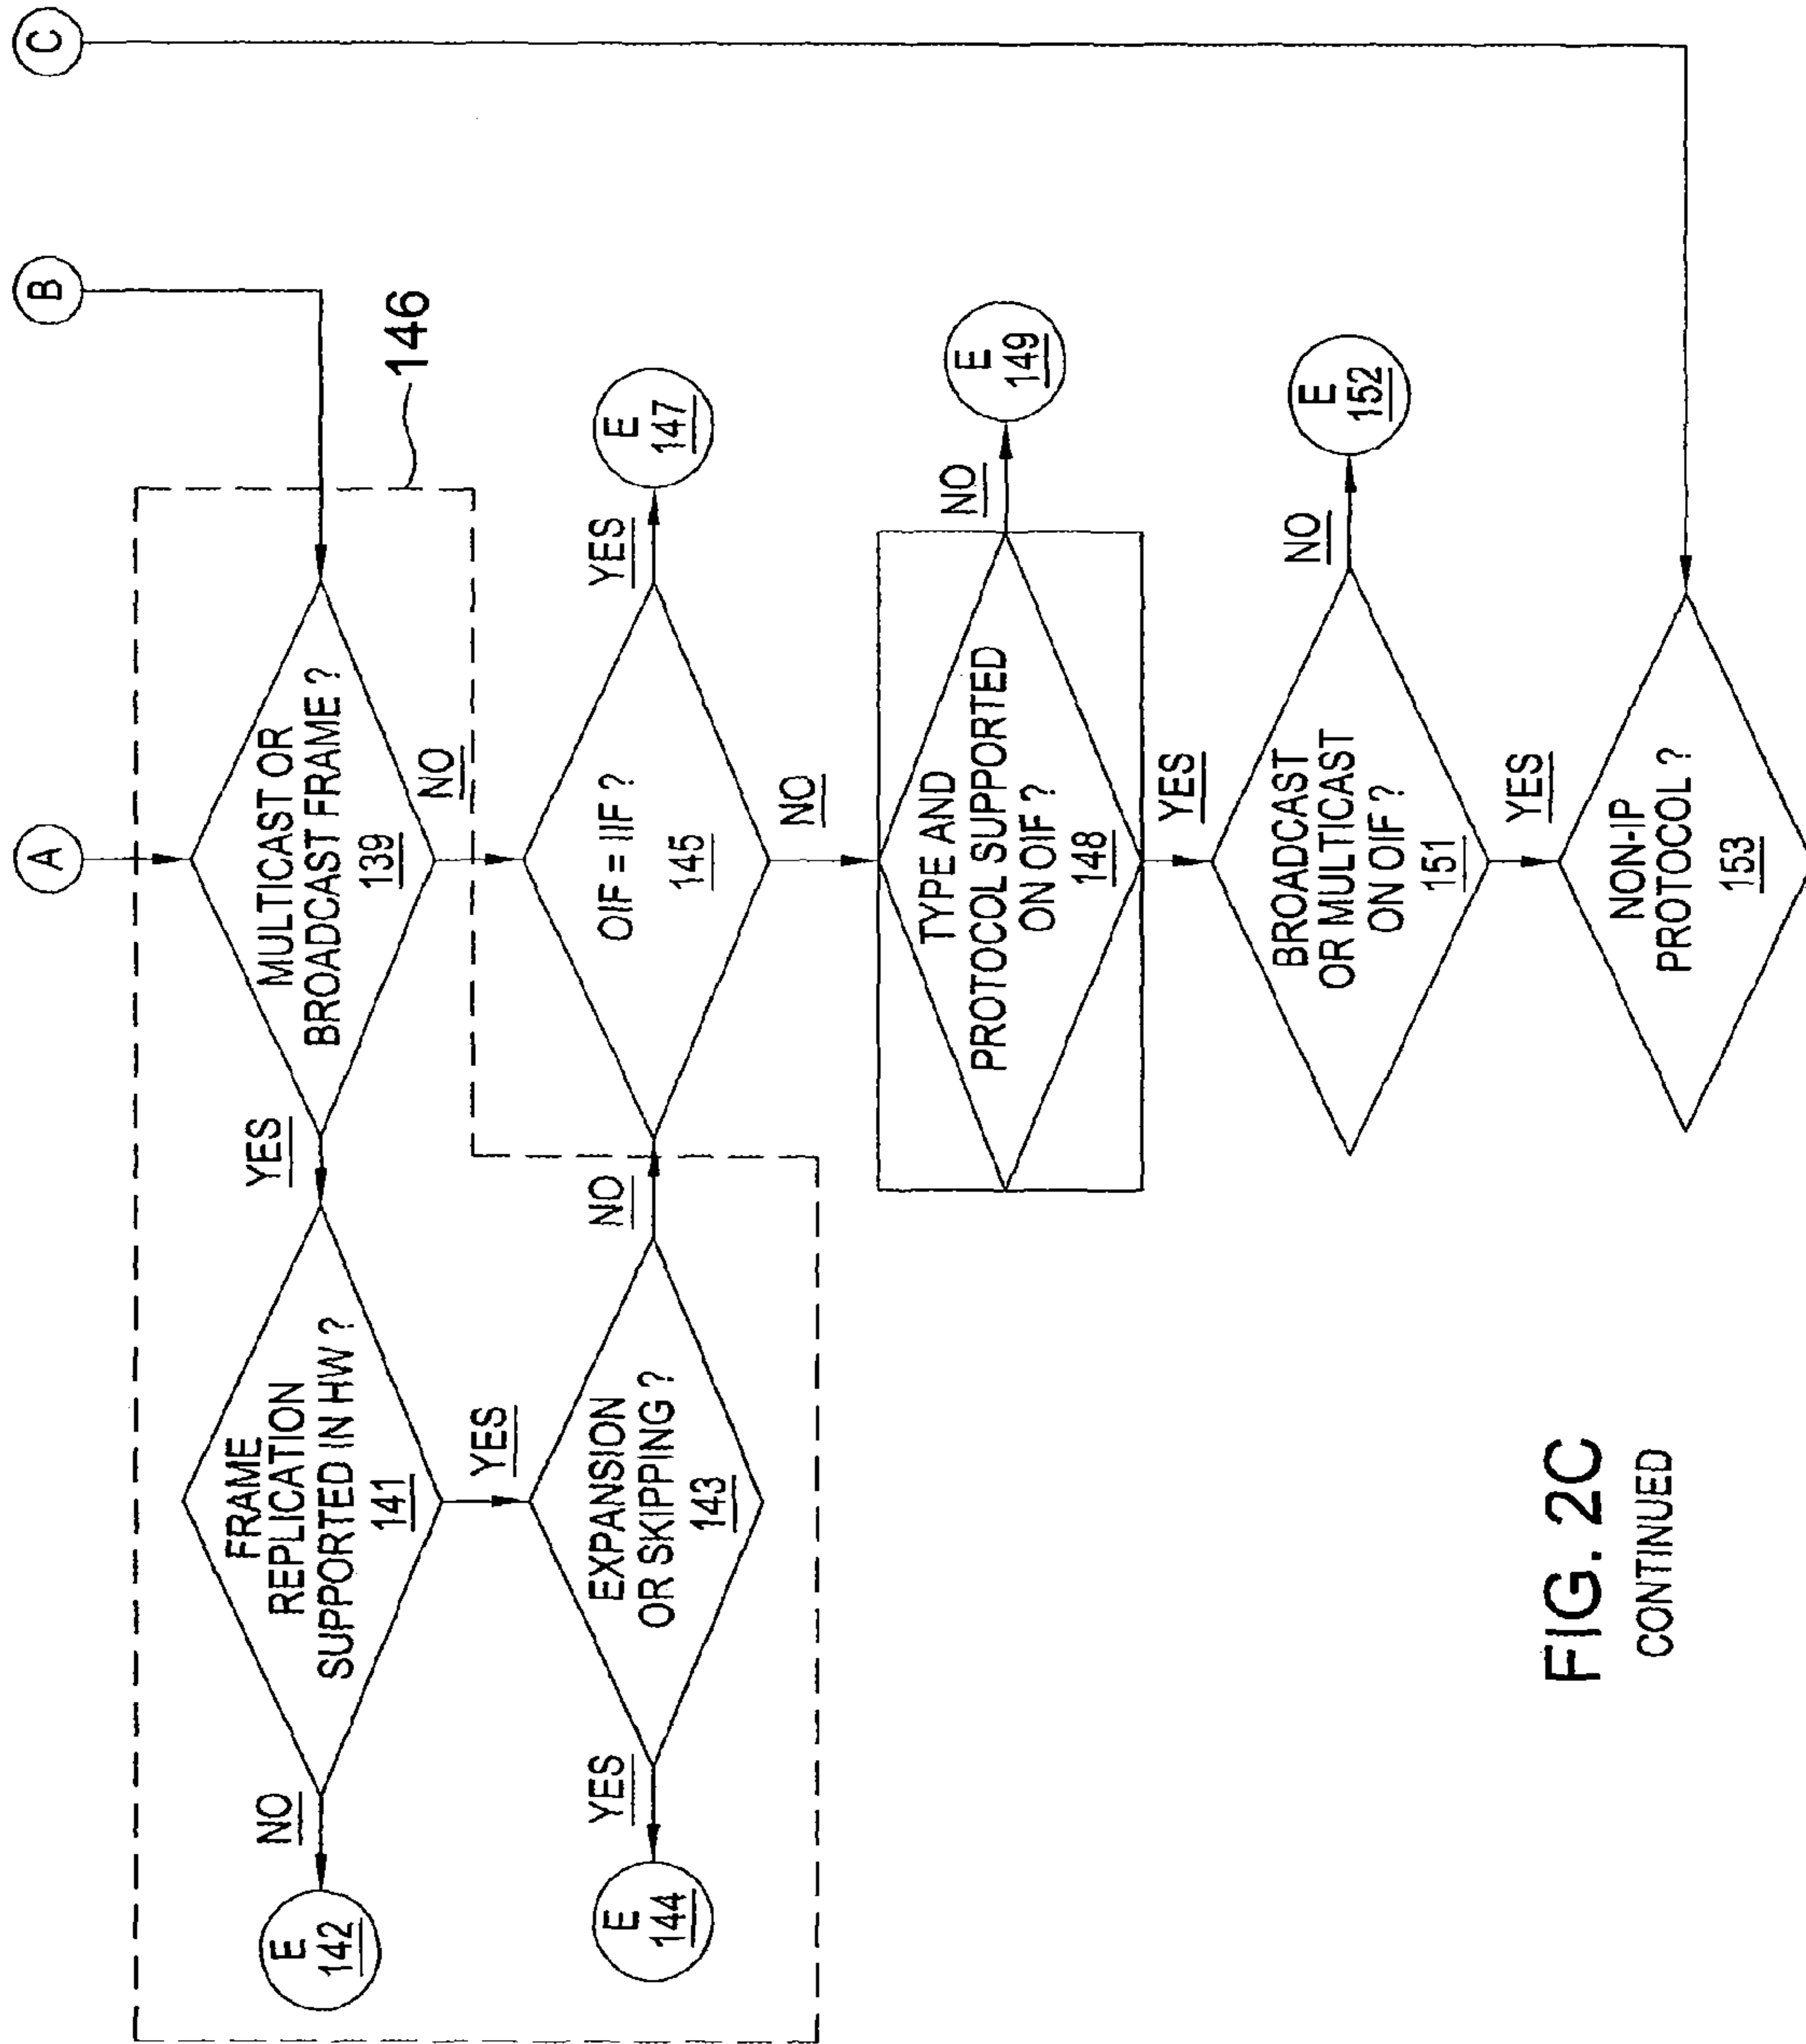 A
B
C
146
MULTICAST OR
BROADCAST FRAME ?
139
YES
NO
FRAME
REPLICATION
SUPPORTED IN HW ?
141
NO
E
142
YES
EXPANSION
OR SKIPPING ?
143
YES
E
144
NO
OIF = IIF ?
145
YES
E
147
NO
TYPE AND
PROTOCOL SUPPORTED
ON OIF ?
148
NO
E
149
YES
BROADCAST
OR MULTICAST
ON OIF ?
151
NO
E
152
YES
NON-IP
PROTOCOL ?
153
FIG. 2C
CONTINUED